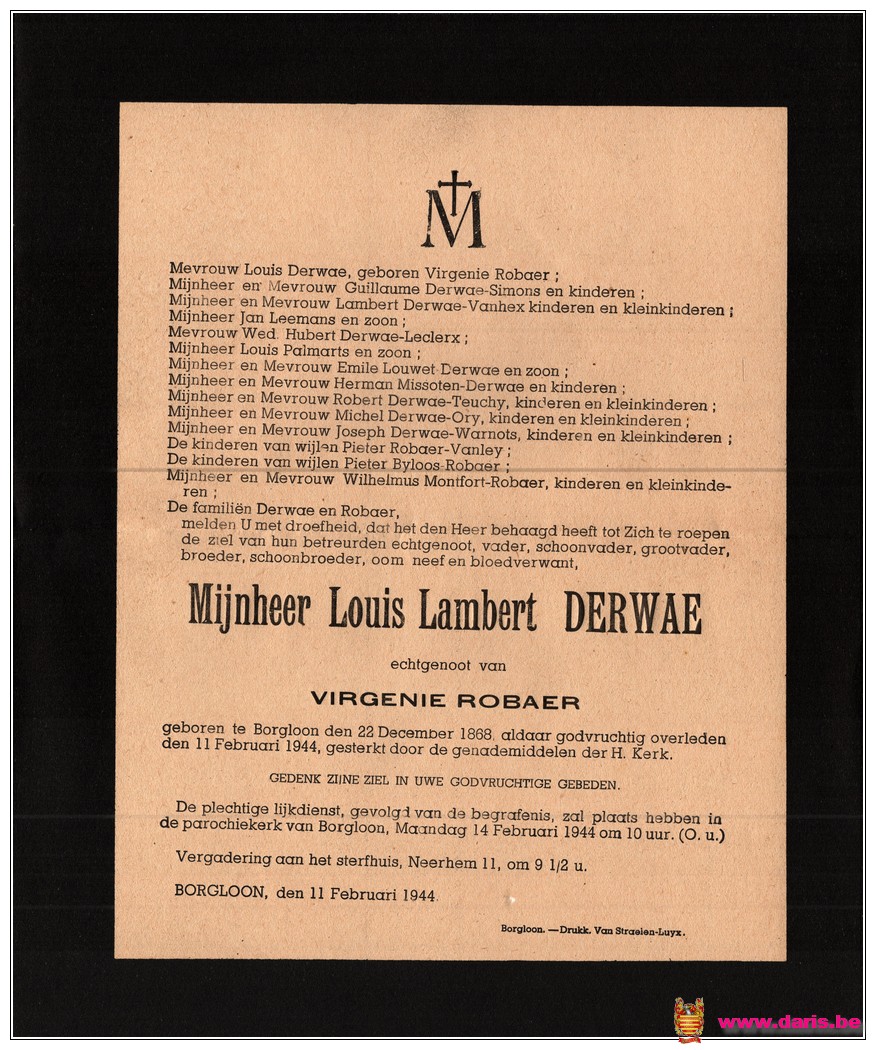 M
Mevrouw Louis Derwae, geboren Virgenie Robaer ;
Mijnheer en Mevrouw Guillaume Derwae-Simons en kinderen ;
Mijnheer en Mevrouw Lambert Derwae-Vanhex kinderen en kleinkinderen ;
Mijnheer Jan Leemans en zoon ;
Mevrouw Wed. Hubert Derwae-Leclerx ;
Mijnheer Louis Palmarts en zoon ;
Mijnheer en Mevrouw Emile Louwet-Derwae en zoon ;
Mijnheer en Mevrouw Herman Missoten-Derwae en kinderen ;
Mijnheer en Mevrouw Robert Derwae-Teuchy, kinderen en kleinkinderen ;
Mijnheer en Mevrouw Michel Derwae-Ory, kinderen en kleinkinderen ;
Mijnheer en Mevrouw Joseph Derwae-Warnots, kinderen en kleinkinderen ;
De kinderen van wijlen Pieter Robaer-Vanley ;
De kinderen van wijlen Pieter Byloos-Robaer ;
Mijnheer en Mevrouw Wilhelmus Montfort-Robaer, kinderen en kleinkinde-
ren ;
De familiën Derwae en Robaer,
melden U met droefheid, dat het den Heer behaagd heeft tot Zich te roepen
de ziel van hun betreurden echtgenoot, vader, schoonvader, grootvader,
broeder, schoonbroeder, oom neef en bloedverwant,
Mijnheer Louis Lambert DERWAE
echtgenoot van
VIRGENIE ROBAER
geboren te Borgloon den 22 December 1868, aldaar godvruchtig overleden
den 11 Februari 1944, gesterkt door de genademiddelen der H. Kerk.
GEDENK ZIJNE ZIEL IN UWE GODVRUCHTIGE GEBEDEN.
De plechtige lijkdienst, gevolgd van de begrafenis, zal plaats hebben in
de parochiekerk van Borgloon, Maandag 14 Februari 1944 om 10 uur. (O. u.)
Vergadering aan het sterfhuis, Neerhem 11, om 9 1/2 u.
BORGLOON, den 11 Februari 1944.
Borgloon. —Drukk. Van Straelen-Luyx.
www.daris.be